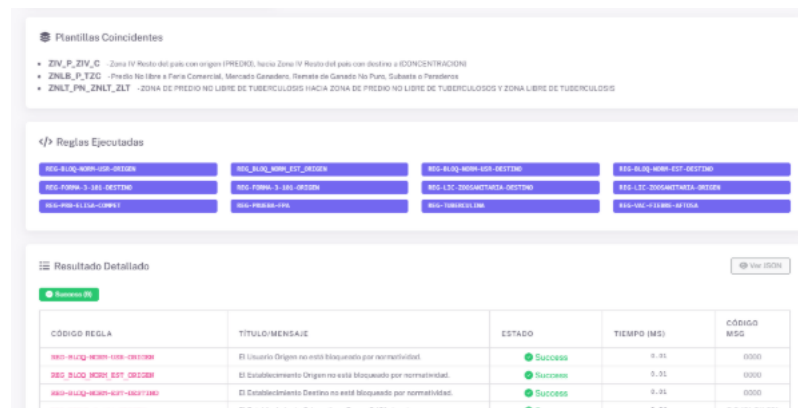 Plantillas Coincidentes
ZIV_P_ZIV_C - Zona IV Resto del país con origen (PREDIO), hacia Zona IV Resto del país con destino a (CONCENTRACION)
ZNLB_P_TZC - Predio No libre a Feria Comercial, Mercado Ganadero, Remate de Ganado No Puro, Subasta o Paraderos
ZNLT_PN_ZNLT_ZLT - ZONA DE PREDIO NO LIBRE DE TUBERCULOSIS HACIA ZONA DE PREDIO NO LIBRE DE TUBERCULOSOS Y ZONA LIBRE DE TUBERCULOSIS
</> Reglas Ejecutadas
REG-BLOQ-NORM-USR-ORIGEN REG_BLOQ_NORM_EST_ORIGEN REG-BLOQ-NORM-USR-DESTINO REG-BLOQ-NORM-EST-DESTINO
REG-FORMA-3-101-DESTINO REG-FORMA-3-101-ORIGEN REG-LIC-ZOOSANITARIA-DESTINO REG-LIC-ZOOSANITARIA-ORIGEN
REG-PRB-ELISA-COMPET REG-PRUEBA-FPA REG-TUBERCULINA REG-VAC-FIEBRE-AFTOSA
Resultado Detallado Ver JSON
Success
CÓDIGO REGLA TÍTULO/MENSAJE ESTADO TIEMPO (MS) CÓDIGO MSG
REG-BLOQ-NORM-USR-ORIGEN El Usuario Origen no está bloqueado por normatividad. Success 0.01 0000
REG_BLOQ_NORM_EST_ORIGEN El Establecimiento Origen no está bloqueado por normatividad. Success 0.01 0000
REG-BLOQ-NORM-EST-DESTINO El Establecimiento Destino no está bloqueado por normatividad. Success 0.01 0000